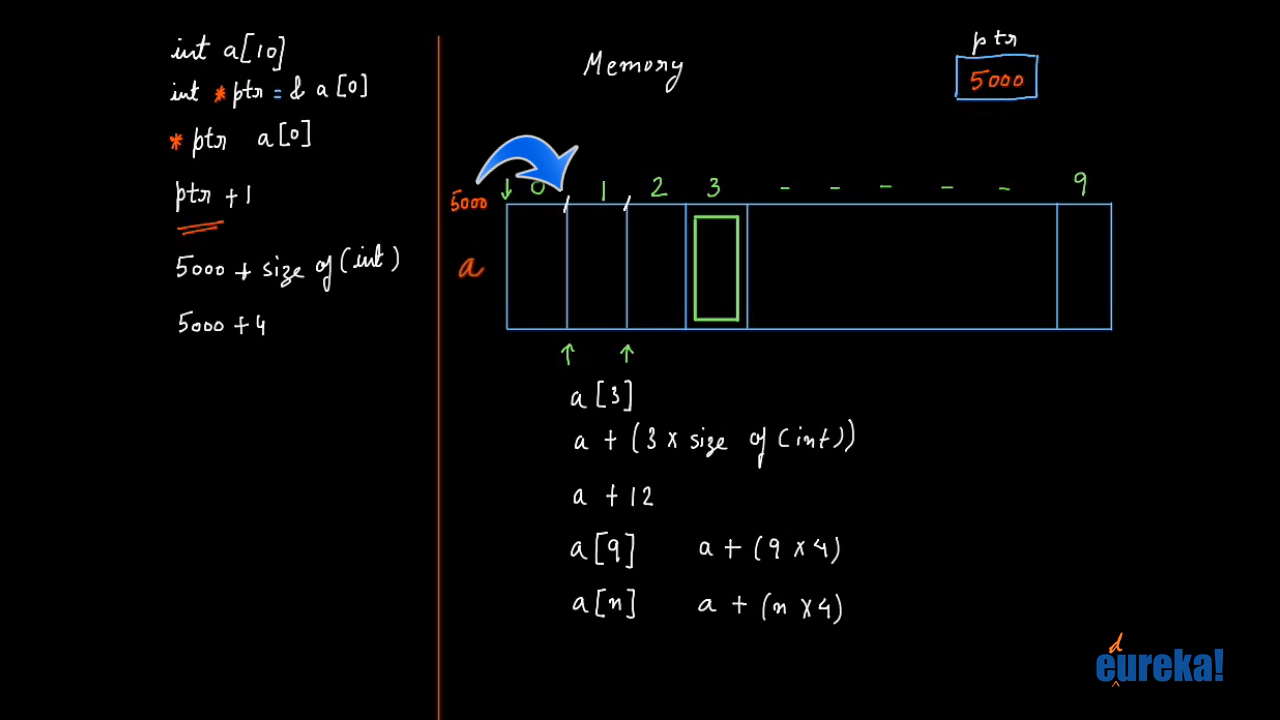 int a[10]
int *ptr = & a[0]
*ptr a[0]
ptr + 1
5000 + size of (int)
5000 + 4
Memory
ptr
5000
5000 0 1 2 3 - - - - - 9
a
a[3]
a + (3 x size of (int))
a + 12
a[9] a + (9 x 4)
a[n] a + (n x 4)
d
eureka!
^